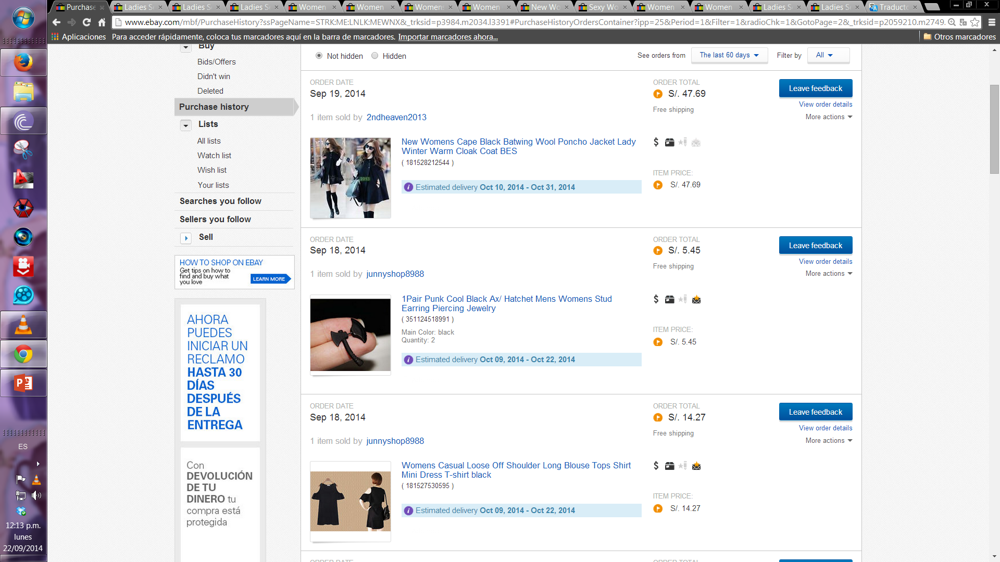 Purchase
Ladies S
Ladies S
Ladies S
Women
Women
Womens
Women
New Wo
Sexy Wo
Women
Women
Ladies S
Ladies S
Traducto
www.ebay.com/mbf/PurchaseHistory?ssPageName=STRK:ME:LNLK:MEWNX&_trksid=p3984.m2034.l3391#PurchaseHistoryOrdersContainer?ipp=25&Period=1&Filter=1&radioChk=1&GotoPage=2&_trksid=p2059210.m2749.
Aplicaciones Para acceder rápidamente, coloca tus marcadores aquí en la barra de marcadores. Importar marcadores ahora... Otros marcadores
Buy
Bids/Offers
Didn't win
Deleted
Purchase history
Lists
All lists
Watch list
Wish list
Your lists
Searches you follow
Sellers you follow
Sell
HOW TO SHOP ON EBAY
Get tips on how to
find and buy what
you love
LEARN MORE
AHORA
PUEDES
INICIAR UN
RECLAMO
HASTA 30
DÍAS
DESPUÉS
DE LA
ENTREGA
Con
DEVOLUCIÓN
DE TU
DINERO tu
compra está
protegida
Not hidden Hidden
See orders from The last 60 days Filter by All
ORDER DATE
Sep 19, 2014
ORDER TOTAL
S/. 47.69
Free shipping
Leave feedback
View order details
More actions
1 item sold by 2ndheaven2013
New Womens Cape Black Batwing Wool Poncho Jacket Lady
Winter Warm Cloak Coat BES
( 181528212544 )
Estimated delivery Oct 10, 2014 - Oct 31, 2014
ITEM PRICE:
S/. 47.69
ORDER DATE
Sep 18, 2014
ORDER TOTAL
S/. 5.45
Free shipping
Leave feedback
View order details
More actions
1 item sold by junnyshop8988
1Pair Punk Cool Black Ax/ Hatchet Mens Womens Stud
Earring Piercing Jewelry
( 351124518991 )
Main Color: black
Quantity: 2
Estimated delivery Oct 09, 2014 - Oct 22, 2014
ITEM PRICE:
S/. 5.45
ORDER DATE
Sep 18, 2014
ORDER TOTAL
S/. 14.27
Free shipping
Leave feedback
View order details
More actions
1 item sold by junnyshop8988
Womens Casual Loose Off Shoulder Long Blouse Tops Shirt
Mini Dress T-shirt black
( 181527530595 )
Estimated delivery Oct 09, 2014 - Oct 22, 2014
ITEM PRICE:
S/. 14.27
ORDER DATE
ORDER TOTAL
ES
12:13 p.m.
lunes
22/09/2014